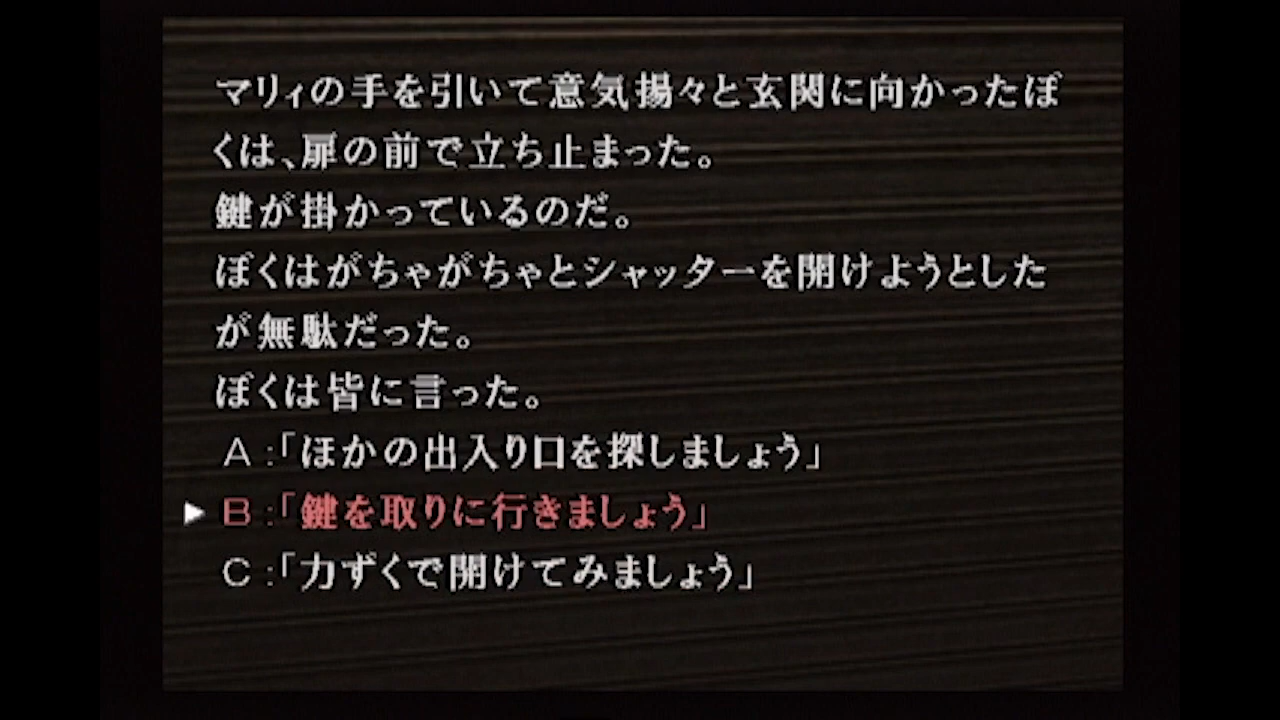 マリィの手を引いて意気揚々と玄関に向かったぼ
くは、扉の前で立ち止まった。
鍵が掛かっているのだ。
ぼくはがちゃがちゃとシャッターを開けようとした
が無駄だった。
ぼくは皆に言った。
A:「ほかの出入り口を探しましょう」
B:「鍵を取りに行きましょう」
C:「力ずくで開けてみましょう」